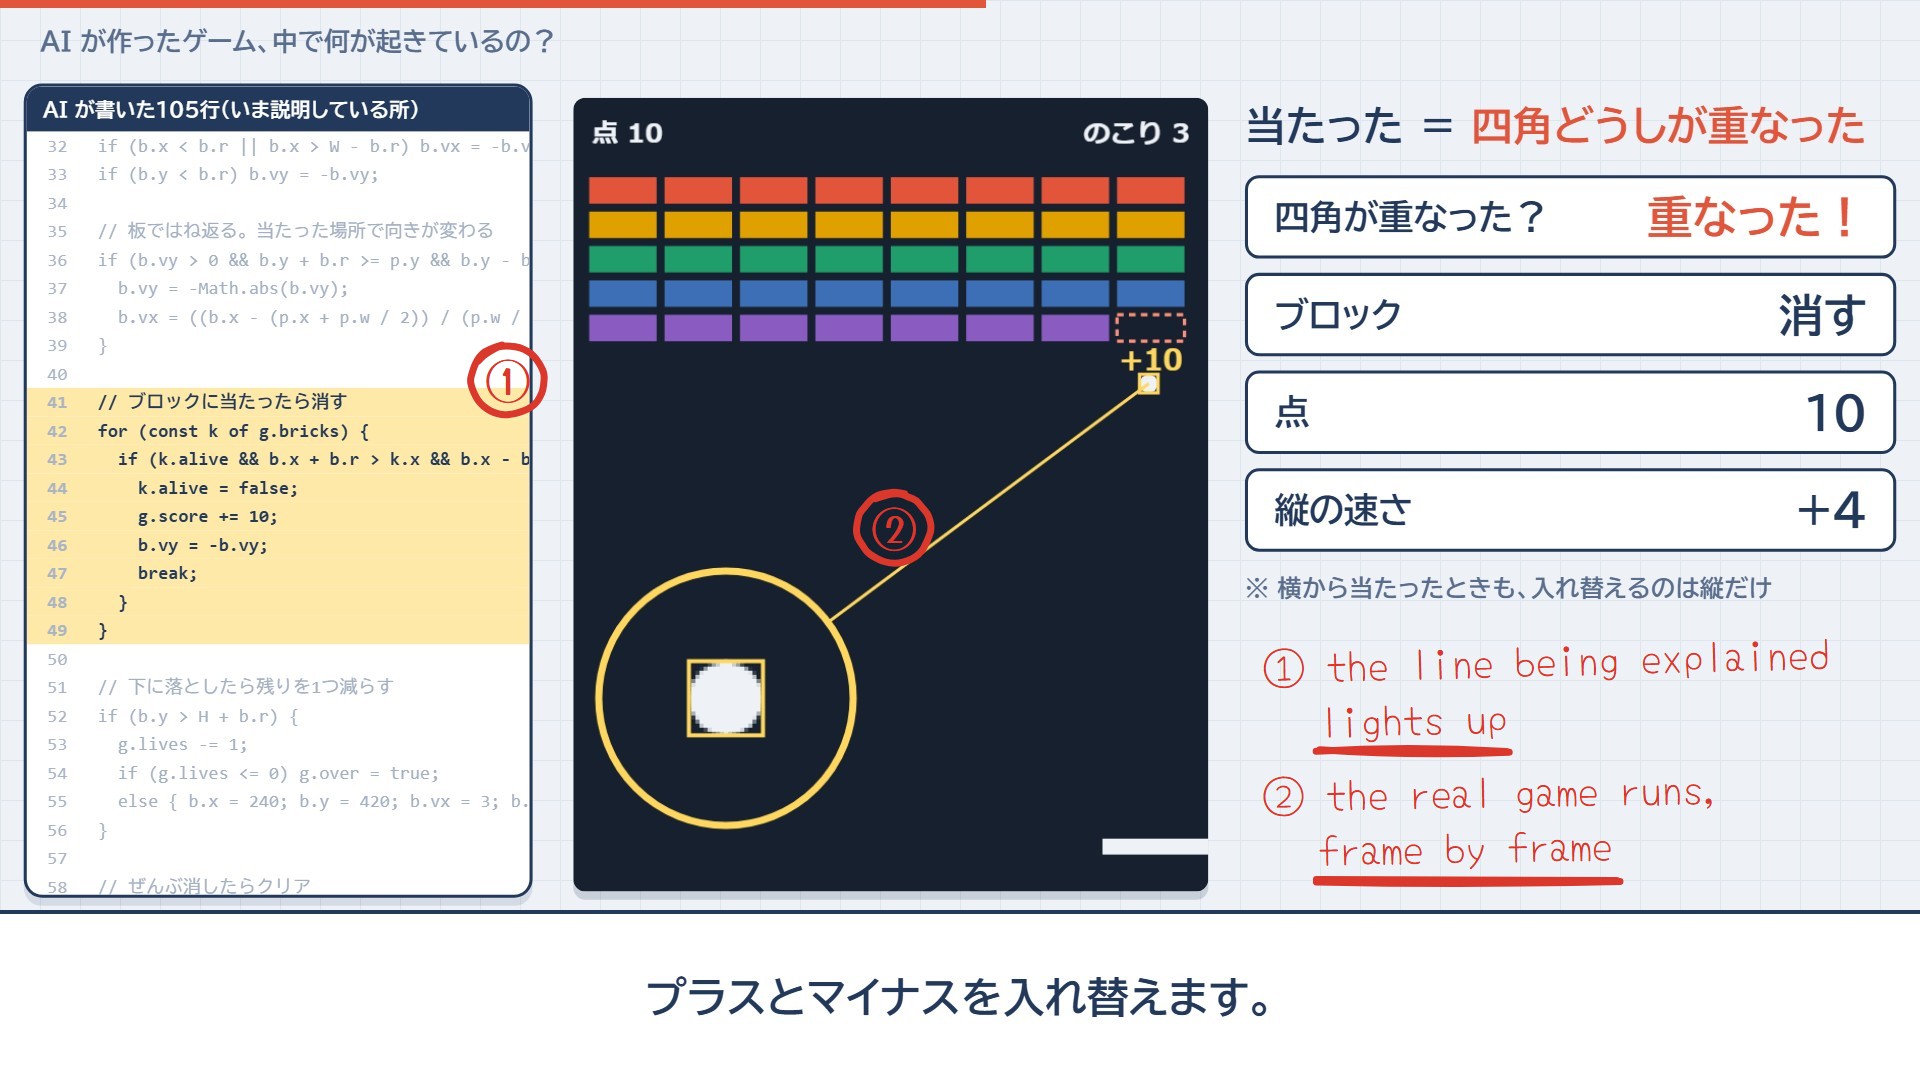 AI が作ったゲーム、中で何が起きているの？
AI が書いた105行(いま説明している所)
32 if (b.x < b.r || b.x > W - b.r) b.vx = -b.v
33 if (b.y < b.r) b.vy = -b.vy;
34
35 // 板ではね返る。当たった場所で向きが変わる
36 if (b.vy > 0 && b.y + b.r >= p.y && b.y - b
37 b.vy = -Math.abs(b.vy);
38 b.vx = ((b.x - (p.x + p.w / 2)) / (p.w /
39 }
40
41 // ブロックに当たったら消す
42 for (const k of g.bricks) {
43 if (k.alive && b.x + b.r > k.x && b.x - b
44 k.alive = false;
45 g.score += 10;
46 b.vy = -b.vy;
47 break;
48 }
49 }
50
51 // 下に落としたら残りを1つ減らす
52 if (b.y > H + b.r) {
53 g.lives -= 1;
54 if (g.lives <= 0) g.over = true;
55 else { b.x = 240; b.y = 420; b.vx = 3; b.
56 }
57
58 // ぜんぶ消したらクリア
①
点 10 のこり 3
+10
②
当たった = 四角どうしが重なった
四角が重なった？ 重なった！
ブロック 消す
点 10
縦の速さ +4
※ 横から当たったときも、入れ替えるのは縦だけ
① the line being explained
lights up
② the real game runs,
frame by frame
プラスとマイナスを入れ替えます。